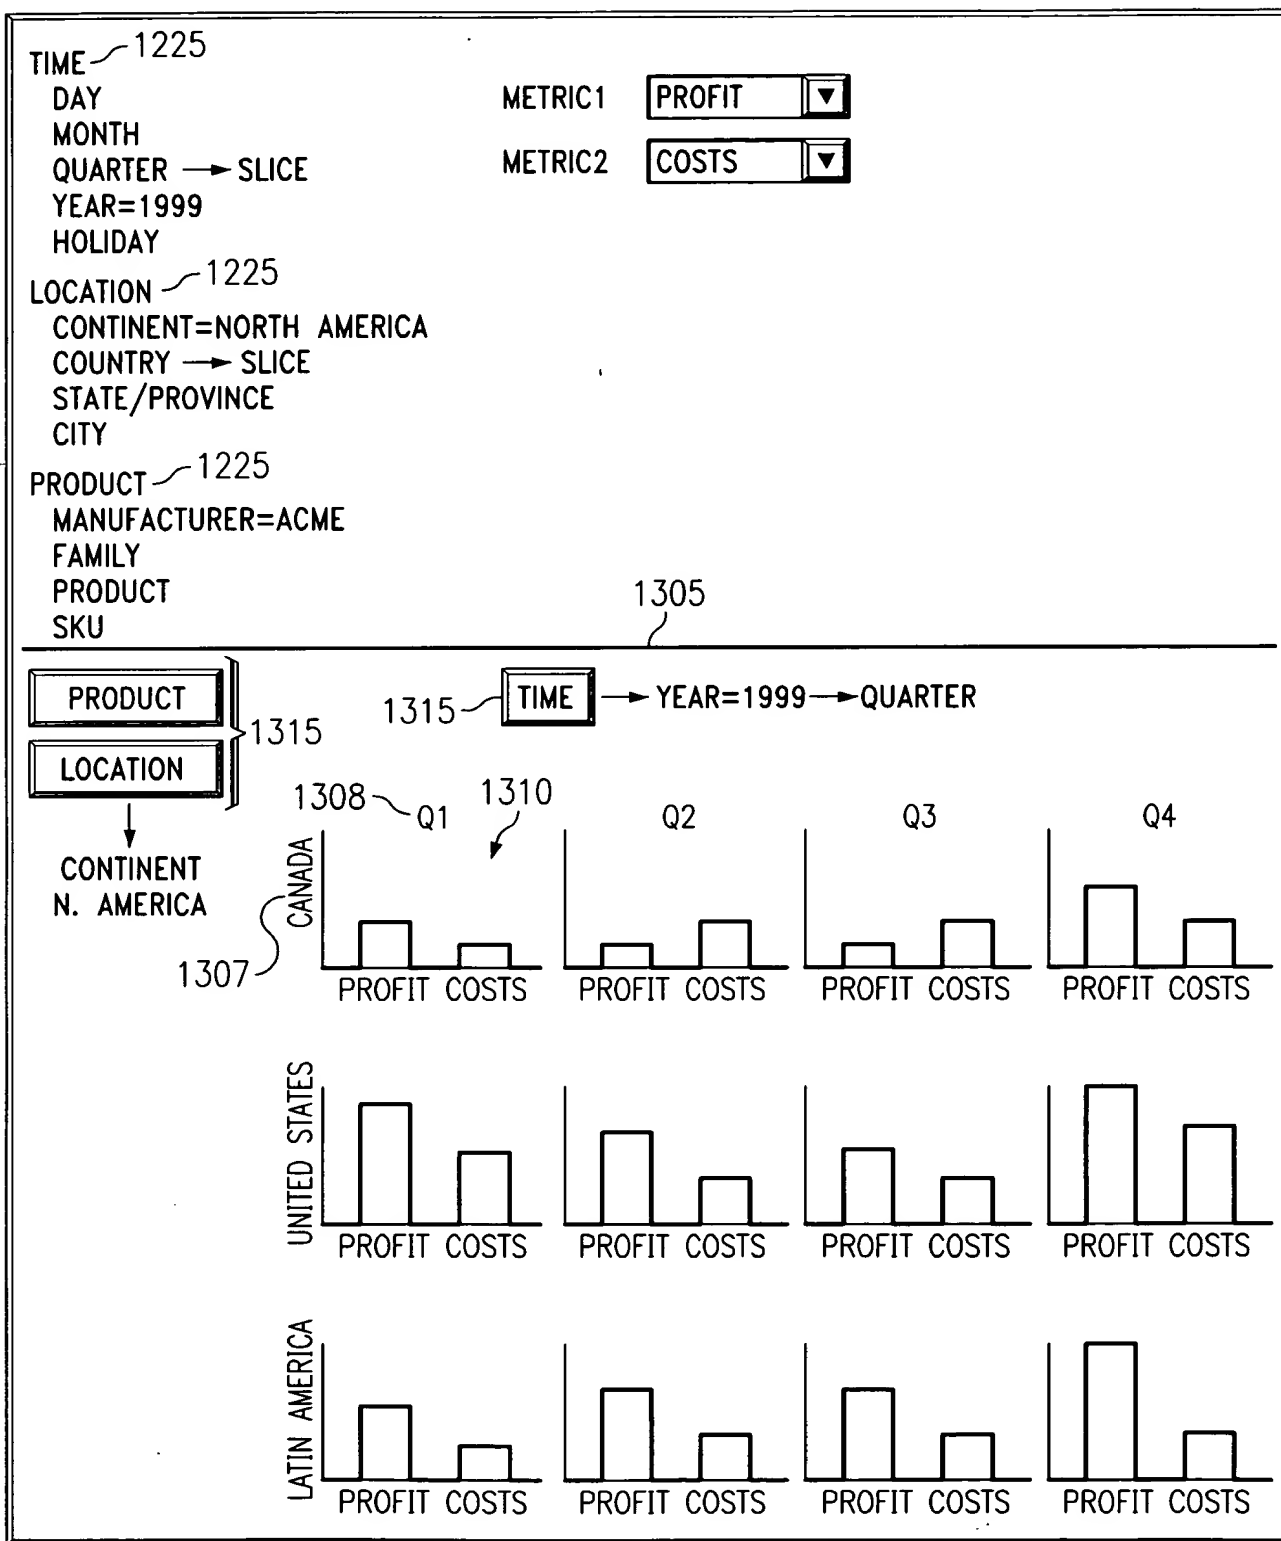 TIME 1225
DAY
MONTH
QUARTER → SLICE
YEAR=1999
HOLIDAY
METRIC1 PROFIT ▼
METRIC2 COSTS ▼
LOCATION 1225
CONTINENT=NORTH AMERICA
COUNTRY → SLICE
STATE/PROVINCE
CITY
PRODUCT 1225
MANUFACTURER=ACME
FAMILY
PRODUCT
SKU
1305
PRODUCT
LOCATION
1315
CONTINENT
N. AMERICA
1315 TIME → YEAR=1999 → QUARTER
1308 Q1 1310 Q2 Q3 Q4
CANADA
1307
PROFIT COSTS PROFIT COSTS PROFIT COSTS PROFIT COSTS
UNITED STATES
PROFIT COSTS PROFIT COSTS PROFIT COSTS PROFIT COSTS
LATIN AMERICA
PROFIT COSTS PROFIT COSTS PROFIT COSTS PROFIT COSTS